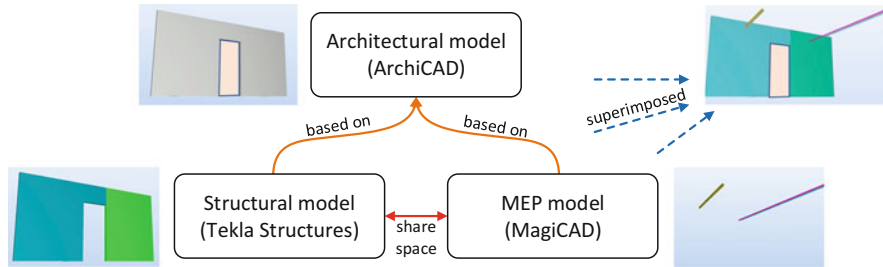 Architectural model
(ArchiCAD)
based on
based on
superimposed
Structural model
(Tekla Structures)
share
space
MEP model
(MagiCAD)